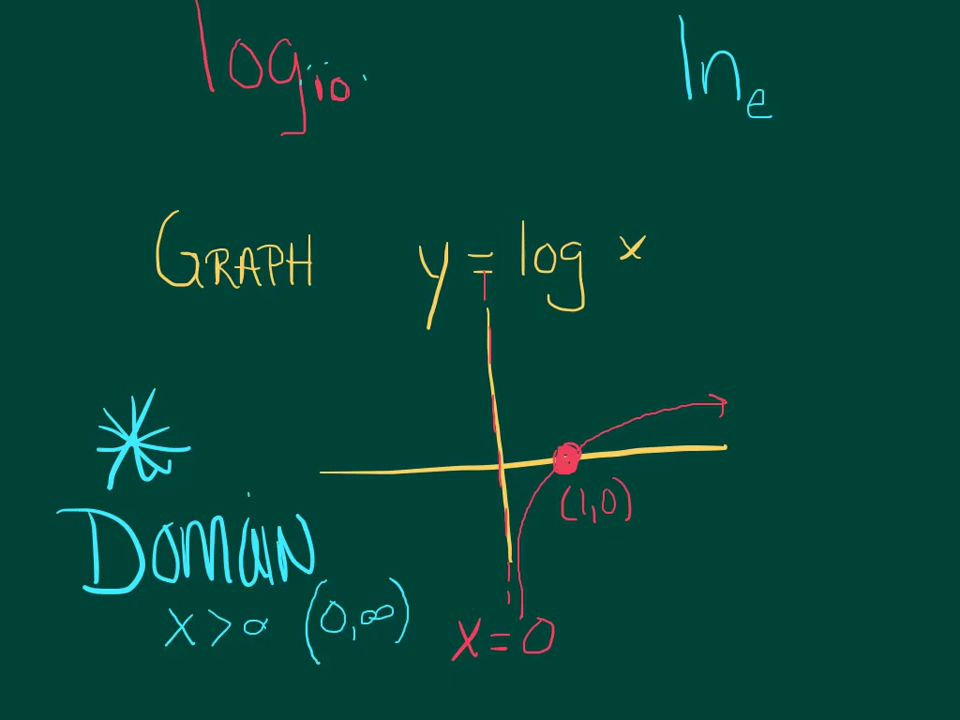 log10 ln e
GRAPH y = log x
(1,0)
DOMAIN
x > 0 (0,∞)
x = 0